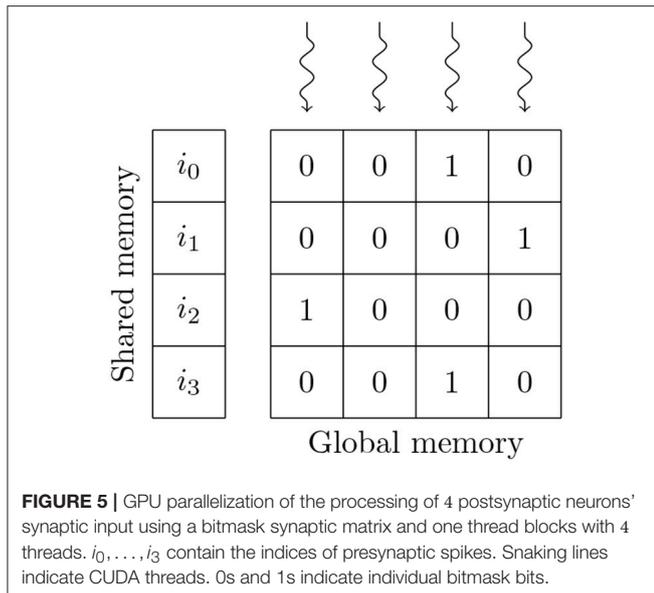 Shared memory
i0 0 0 1 0
i1 0 0 0 1
i2 1 0 0 0
i3 0 0 1 0
Global memory
FIGURE 5 | GPU parallelization of the processing of 4 postsynaptic neurons'
synaptic input using a bitmask synaptic matrix and one thread blocks with 4
threads. i0,...,i3 contain the indices of presynaptic spikes. Snaking lines
indicate CUDA threads. 0s and 1s indicate individual bitmask bits.